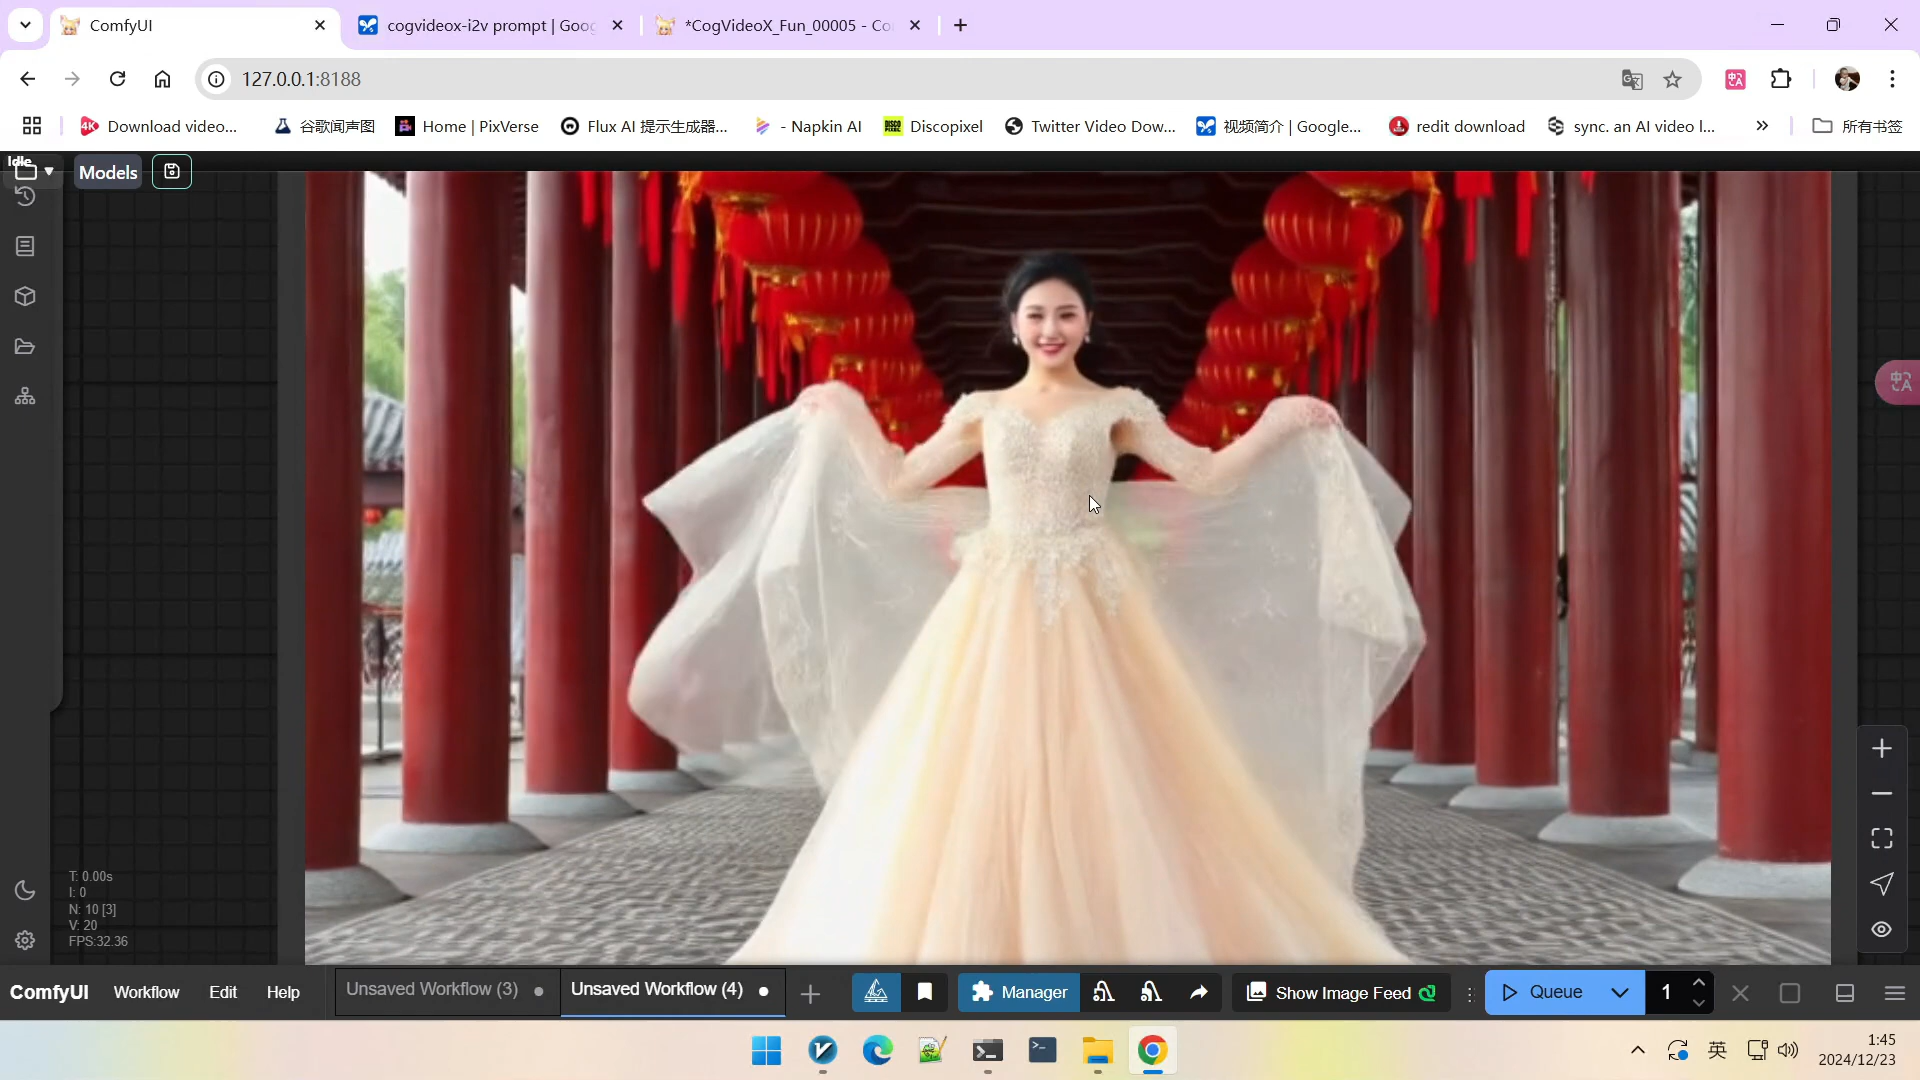 ComfyUI
cogvideox-i2v prompt | Goog
*CogVideoX_Fun_00005 - Co
127.0.0.1:8188
4K
Download video...
谷歌闻声图
Home | PixVerse
Flux AI 提示生成器...
- Napkin AI
Discopixel
Twitter Video Dow...
视频简介 | Google...
redit download
sync. an AI video l...
所有书签
Idle
Models
T: 0.00s
I: 0
N: 10 [3]
V: 20
FPS:32.36
ComfyUI
Workflow
Edit
Help
Unsaved Workflow (3)
Unsaved Workflow (4)
Manager
Show Image Feed
Queue
1
英
1:45
2024/12/23